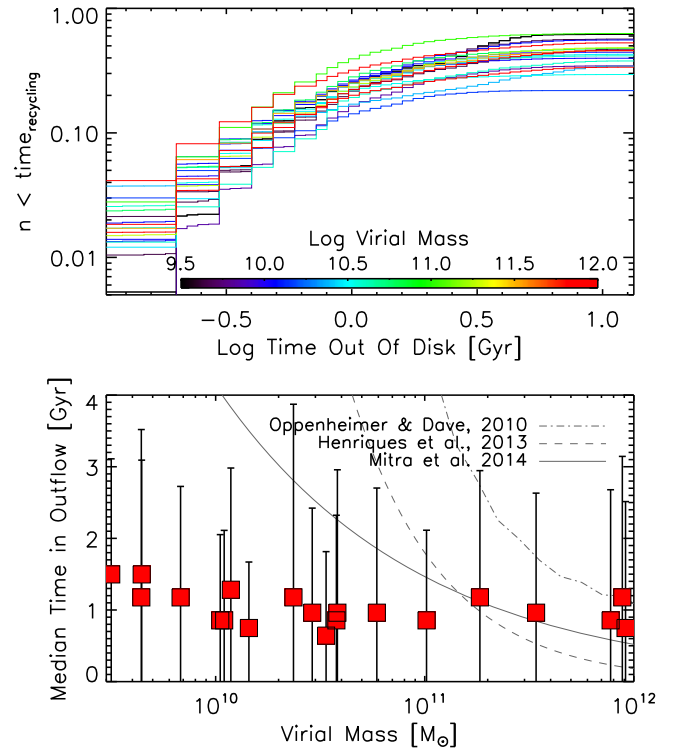 1.00
0.10
0.01
n < time recycling
Log Virial Mass
9.5 10.0 10.5 11.0 11.5 12.0
−0.5 0.0 0.5 1.0
Log Time Out Of Disk [Gyr]
4
3
2
1
0
Median Time in Outflow [Gyr]
Oppenheimer & Dave, 2010
Henriques et al., 2013
Mitra et al. 2014
10^10 10^11 10^12
Virial Mass [M⊙]